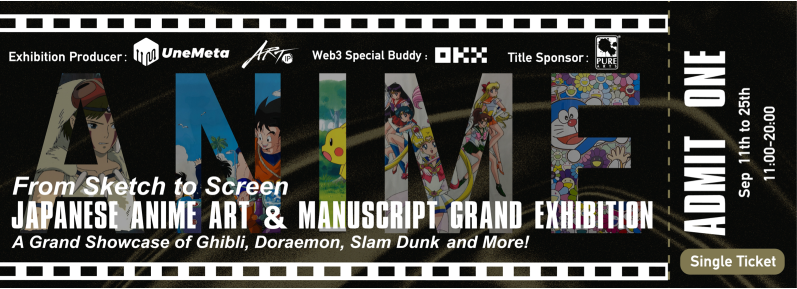 Exhibition Producer: UneMeta ART IP Web3 Special Buddy: OKX Title Sponsor: PURE ARTS
ANIME
From Sketch to Screen
JAPANESE ANIME ART & MANUSCRIPT GRAND EXHIBITION
A Grand Showcase of Ghibli, Doraemon, Slam Dunk and More!
ADMIT ONE
Sep 11th to 25th
11:00-20:00
Single Ticket